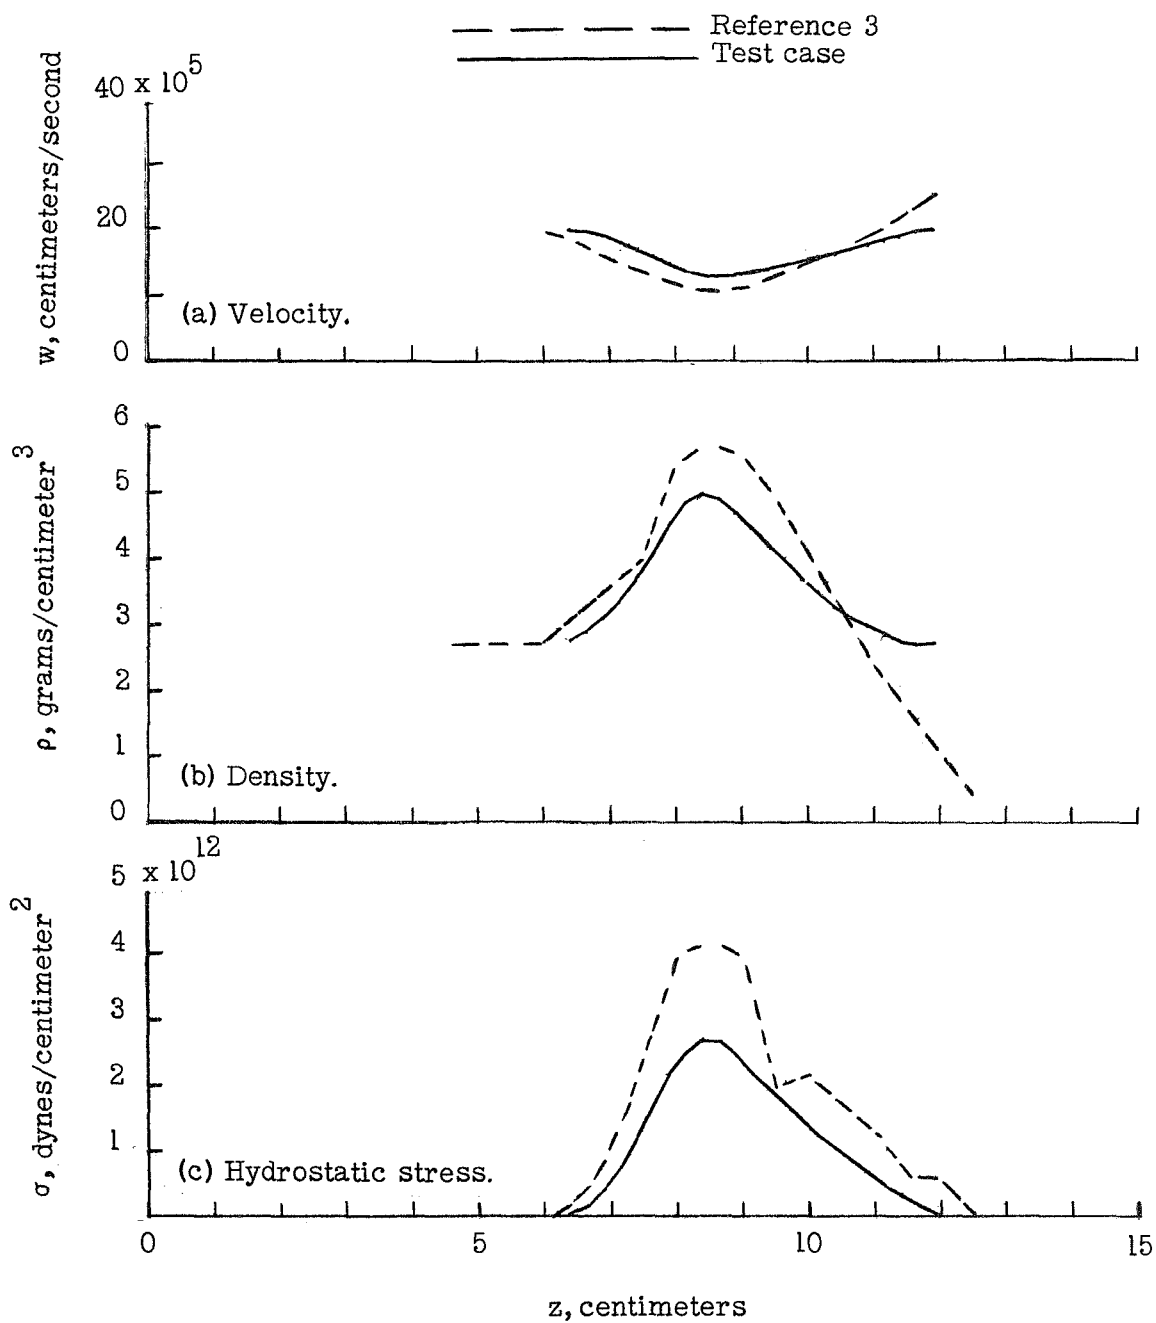 Reference 3
Test case
40 x 10^5
20
0
w, centimeters/second
(a) Velocity.
6
5
4
3
2
1
0
ρ, grams/centimeter^3
(b) Density.
5 x 10^12
4
3
2
1
σ, dynes/centimeter^2
(c) Hydrostatic stress.
0 5 10 15
z, centimeters